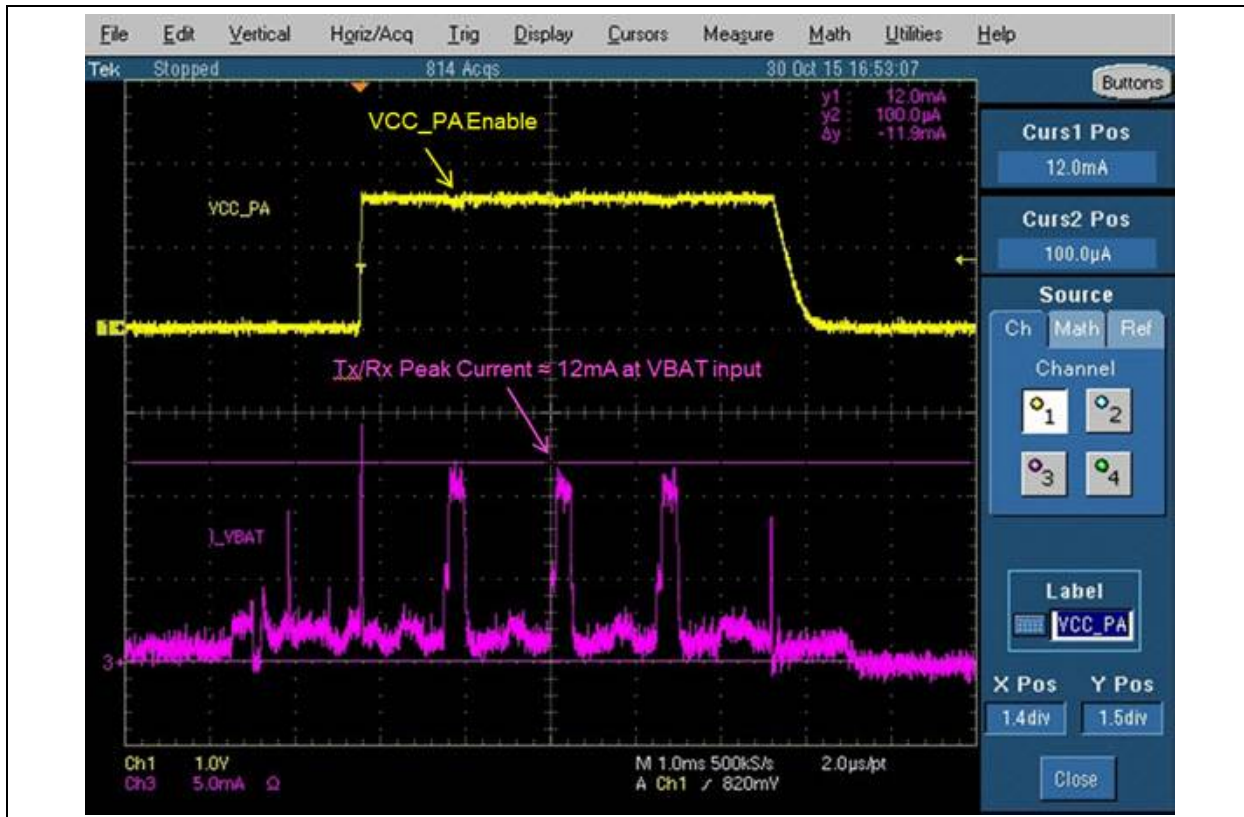 File Edit Vertical Horiz/Acq Trig Display Cursors Measure Math Utilities Help
Tek Stopped 814 Acqs 30 Oct 15 16:53:07
Buttons
y1 : 12.0mA
y2 : 100.0µA
Δy : -11.9mA
VCC_PA Enable
VCC_PA
Tx/Rx Peak Current ≈ 12mA at VBAT input
I_VBAT
1
3
Ch1 1.0V
Ch3 5.0mA Ω
M 1.0ms 500kS/s 2.0µs/pt
A Ch1 / 820mV
Curs1 Pos
12.0mA
Curs2 Pos
100.0µA
Source
Ch Math Ref
Channel
1 2
3 4
Label
VCC_PA
X Pos Y Pos
1.4div 1.5div
Close